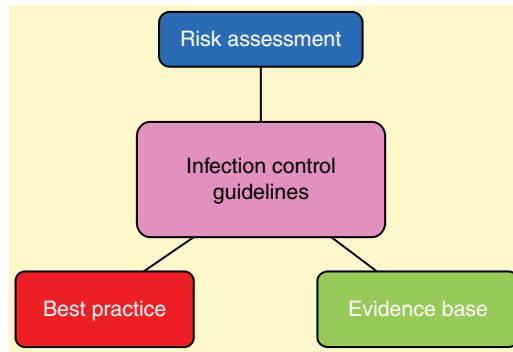 Risk assessment
Infection control
guidelines
Best practice
Evidence base